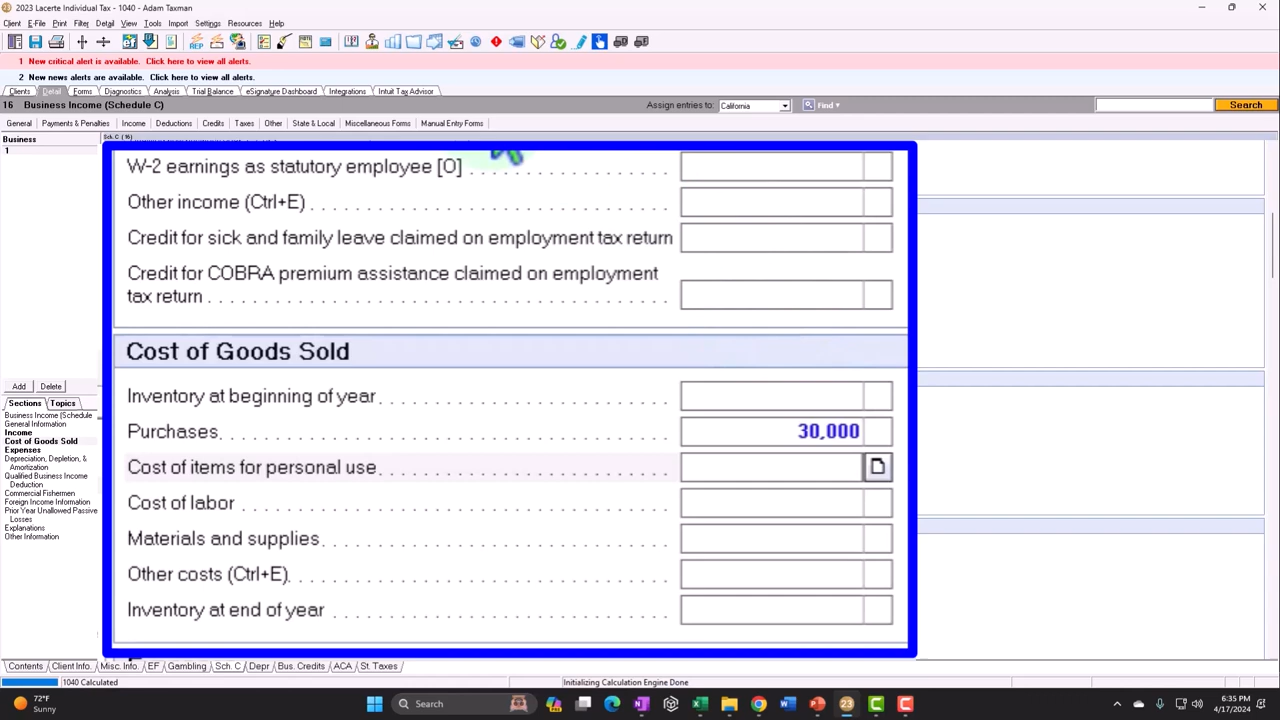 2023 Lacerte Individual Tax - 1040 - Adam Taxman
Client E-File Print Filter Detail View Tools Import Settings Resources Help
REP
1 New critical alert is available. Click here to view all alerts.
2 New news alerts are available. Click here to view all alerts.
Clients Detail Forms Diagnostics Analysis Trial Balance eSignature Dashboard Integrations Intuit Tax Advisor
16 Business Income (Schedule C) Assign entries to: California Find Search
General Payments & Penalties Income Deductions Credits Taxes Other State & Local Miscellaneous Forms Manual Entry Forms
Business
1
Sch. C (16)
W-2 earnings as statutory employee [O]
Other income (Ctrl+E)
Credit for sick and family leave claimed on employment tax return
Credit for COBRA premium assistance claimed on employment
tax return
Cost of Goods Sold
Inventory at beginning of year
Purchases 30,000
Cost of items for personal use
Cost of labor
Materials and supplies
Other costs (Ctrl+E)
Inventory at end of year
Add Delete
Sections Topics
Business Income (Schedule
General Information
Income
Cost of Goods Sold
Expenses
Depreciation, Depletion, &
Amortization
Qualified Business Income
Deduction
Commercial Fishermen
Foreign Income Information
Prior Year Unallowed Passive
Losses
Explanations
Other Information
Contents Client Info. Misc. Info. EF Gambling Sch. C Depr Bus. Credits ACA St. Taxes
1040 Calculated Initializing Calculation Engine Done
72°F
Sunny
Search
23
6:35 PM
4/17/2024